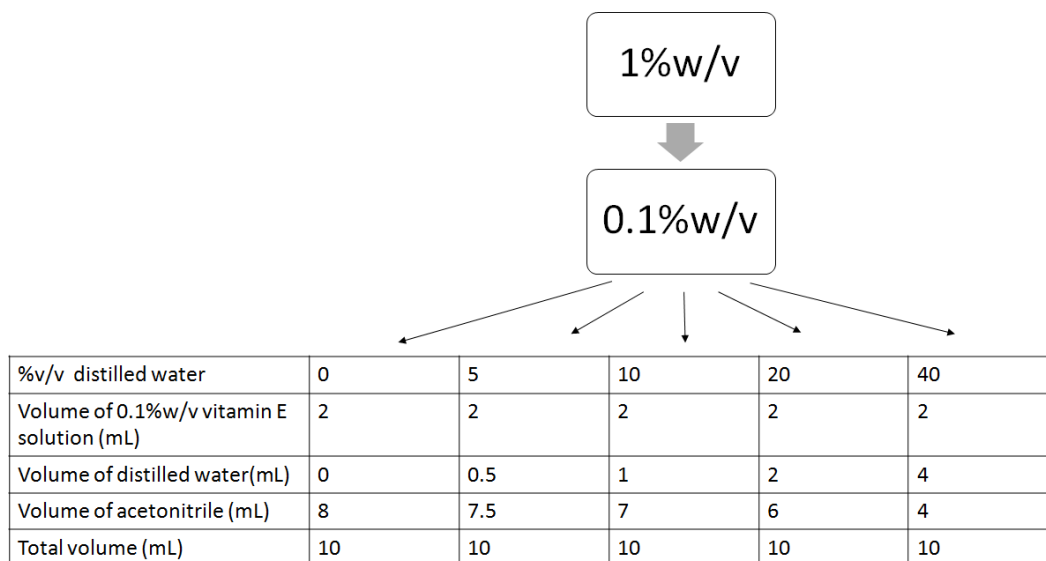 1%w/v
0.1%w/v
%v/v distilled water 0 5 10 20 40
Volume of 0.1%w/v vitamin E
solution (mL) 2 2 2 2 2
Volume of distilled water(mL) 0 0.5 1 2 4
Volume of acetonitrile (mL) 8 7.5 7 6 4
Total volume (mL) 10 10 10 10 10